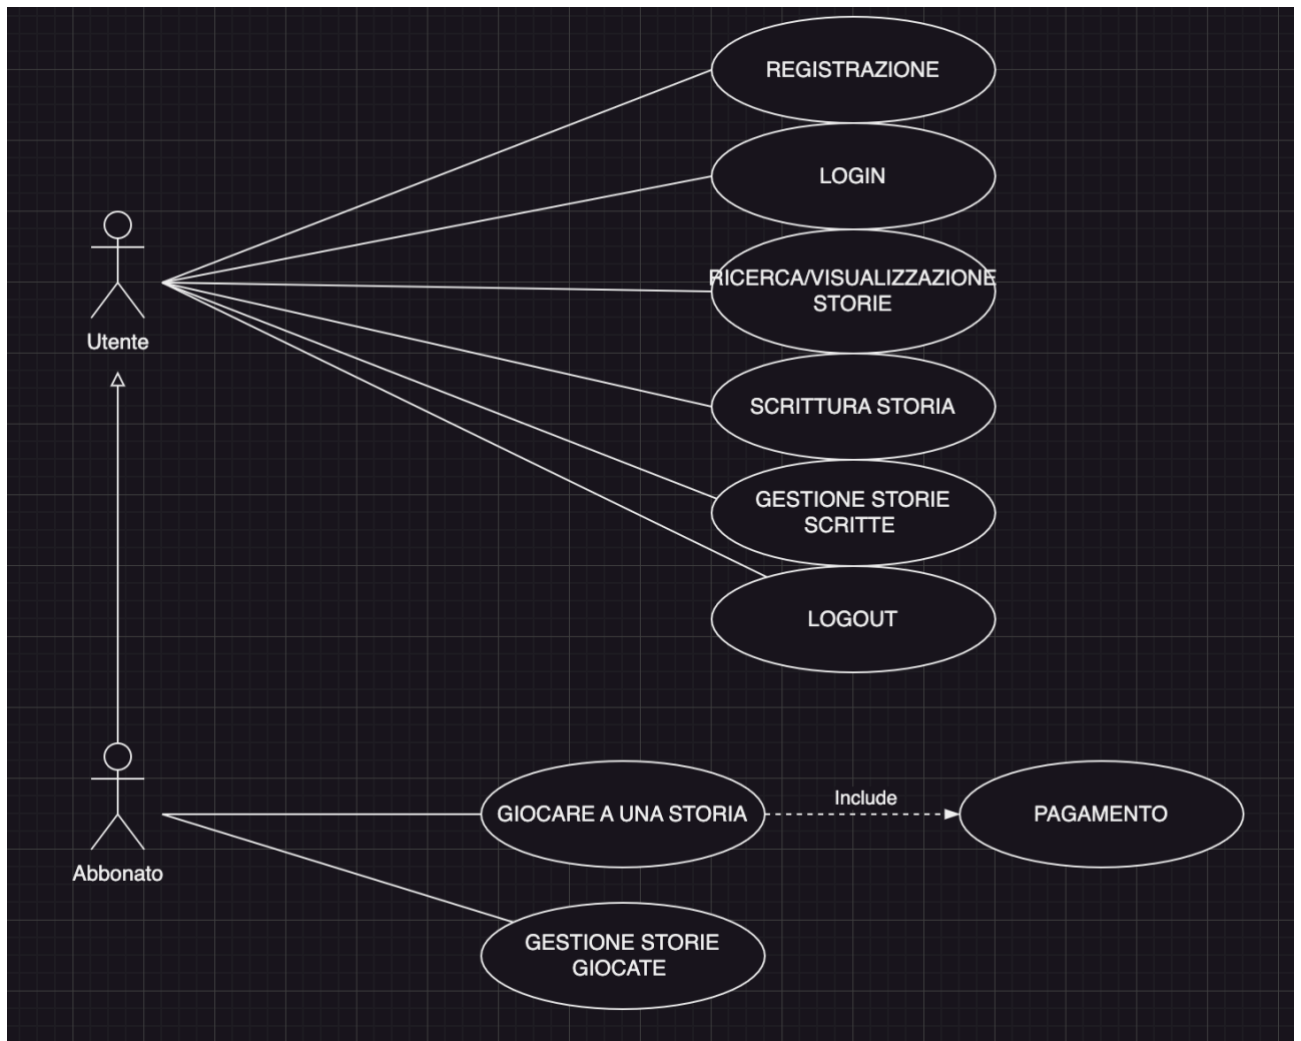 REGISTRAZIONE
LOGIN
RICERCA/VISUALIZZAZIONE
STORIE
Utente
SCRITTURA STORIA
GESTIONE STORIE
SCRITTE
LOGOUT
GIOCARE A UNA STORIA
Include
PAGAMENTO
Abbonato
GESTIONE STORIE
GIOCATE